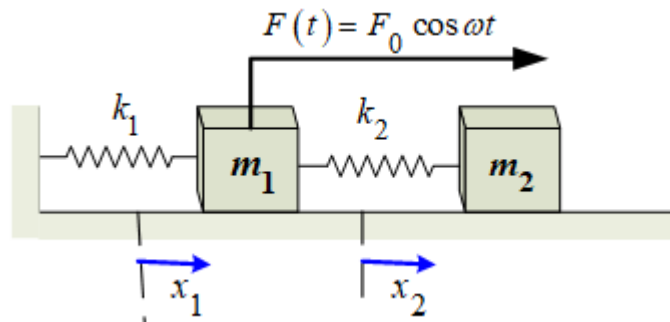 F(t) = F₀ cos ωt
k₁ k₂
m₁ m₂
x₁ x₂